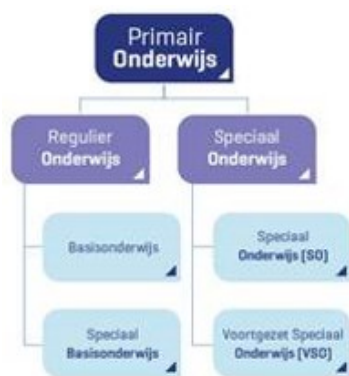 Primair
Onderwijs
Regulier
Onderwijs
Speciaal
Onderwijs
Basisonderwijs
Speciaal
Onderwijs (SO)
Speciaal
Basisonderwijs
Voortgezet Speciaal
Onderwijs (VSO)